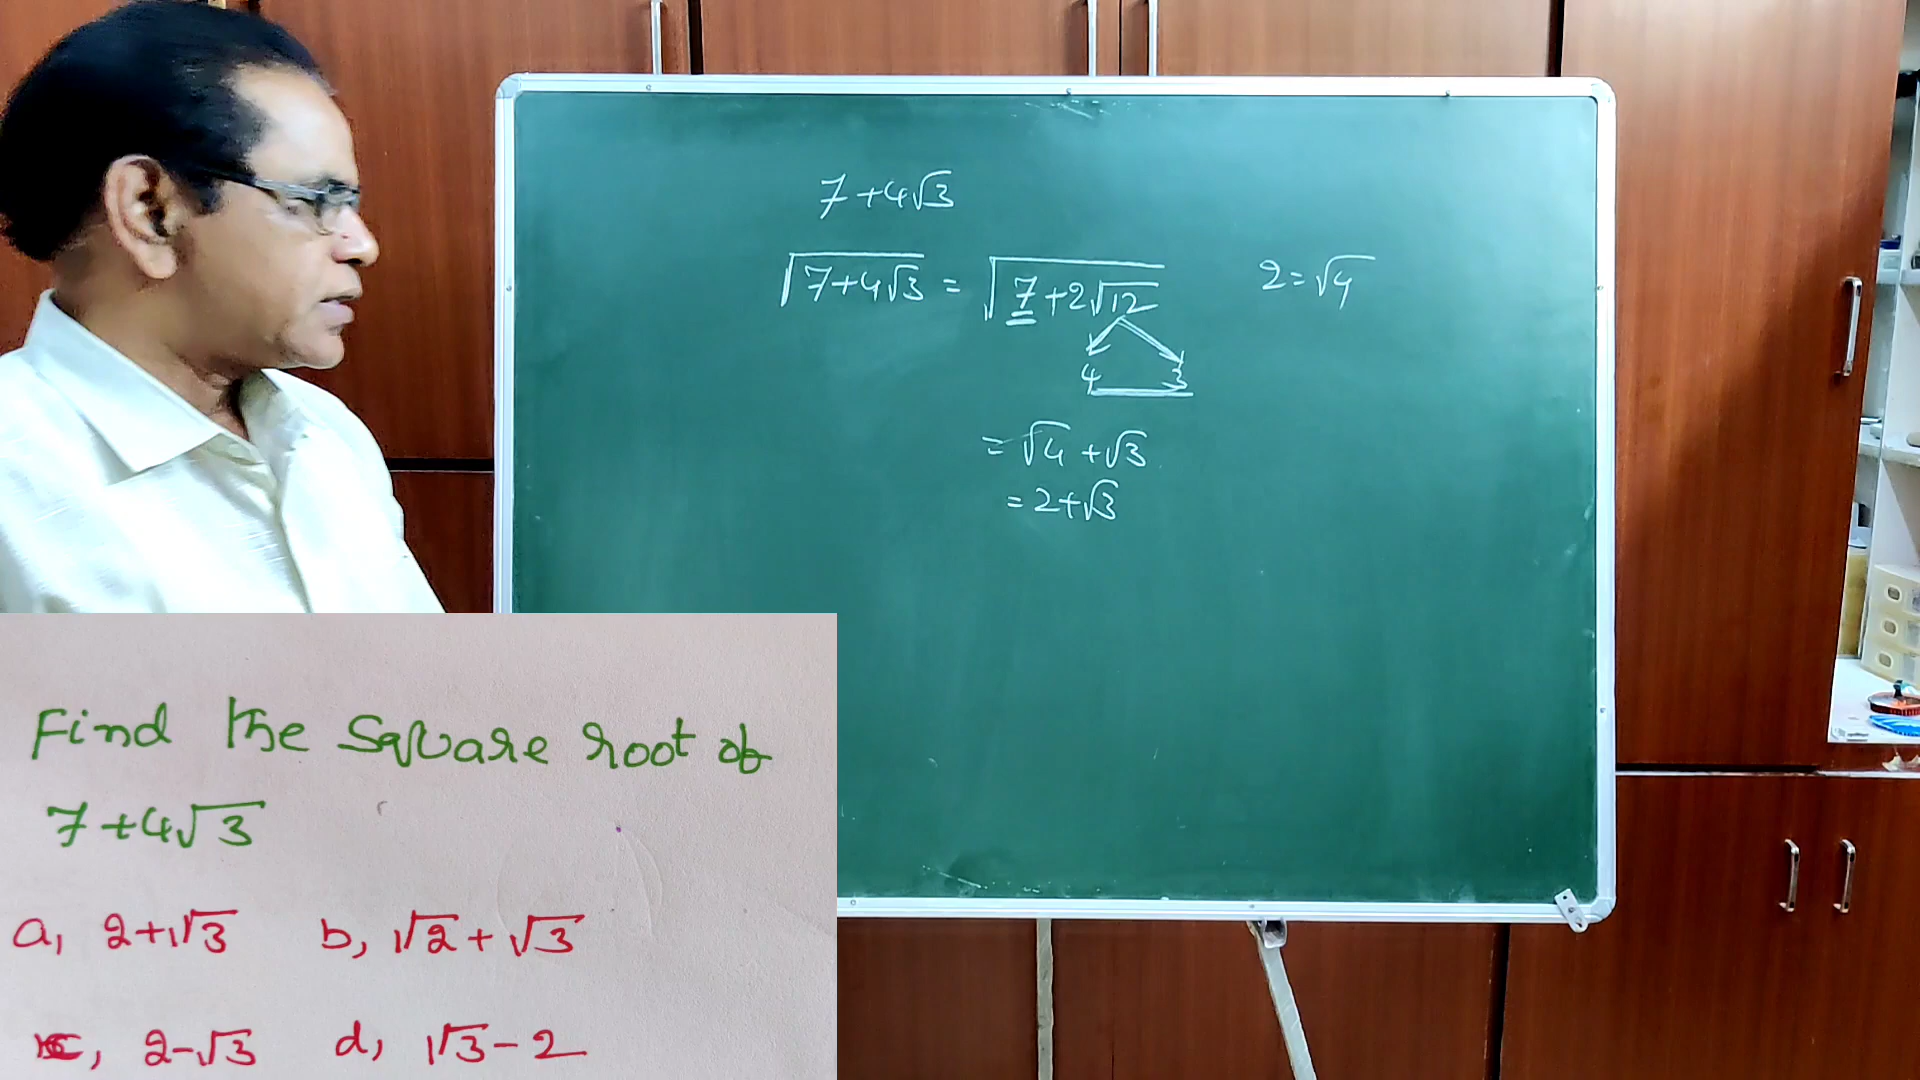 7+4√3
√7+4√3 = √7+2√12 2=√4
4 3
= √4 + √3
= 2+√3
Find the Square root of
7+4√3
a, 2+√3 b, √2+√3
c, 2-√3 d, √3-2